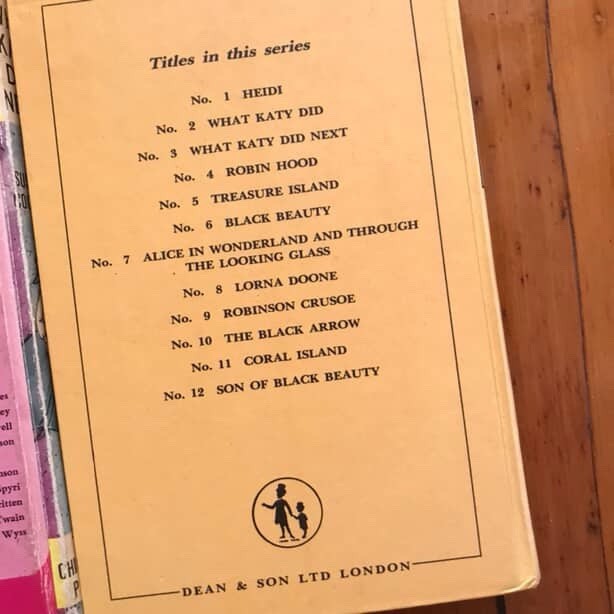 Titles in this series
No. 1 HEIDI
No. 2 WHAT KATY DID
No. 3 WHAT KATY DID NEXT
No. 4 ROBIN HOOD
No. 5 TREASURE ISLAND
No. 6 BLACK BEAUTY
No. 7 ALICE IN WONDERLAND AND THROUGH
THE LOOKING GLASS
No. 8 LORNA DOONE
No. 9 ROBINSON CRUSOE
No. 10 THE BLACK ARROW
No. 11 CORAL ISLAND
No. 12 SON OF BLACK BEAUTY
DEAN & SON LTD LONDON
Twain
Wyss